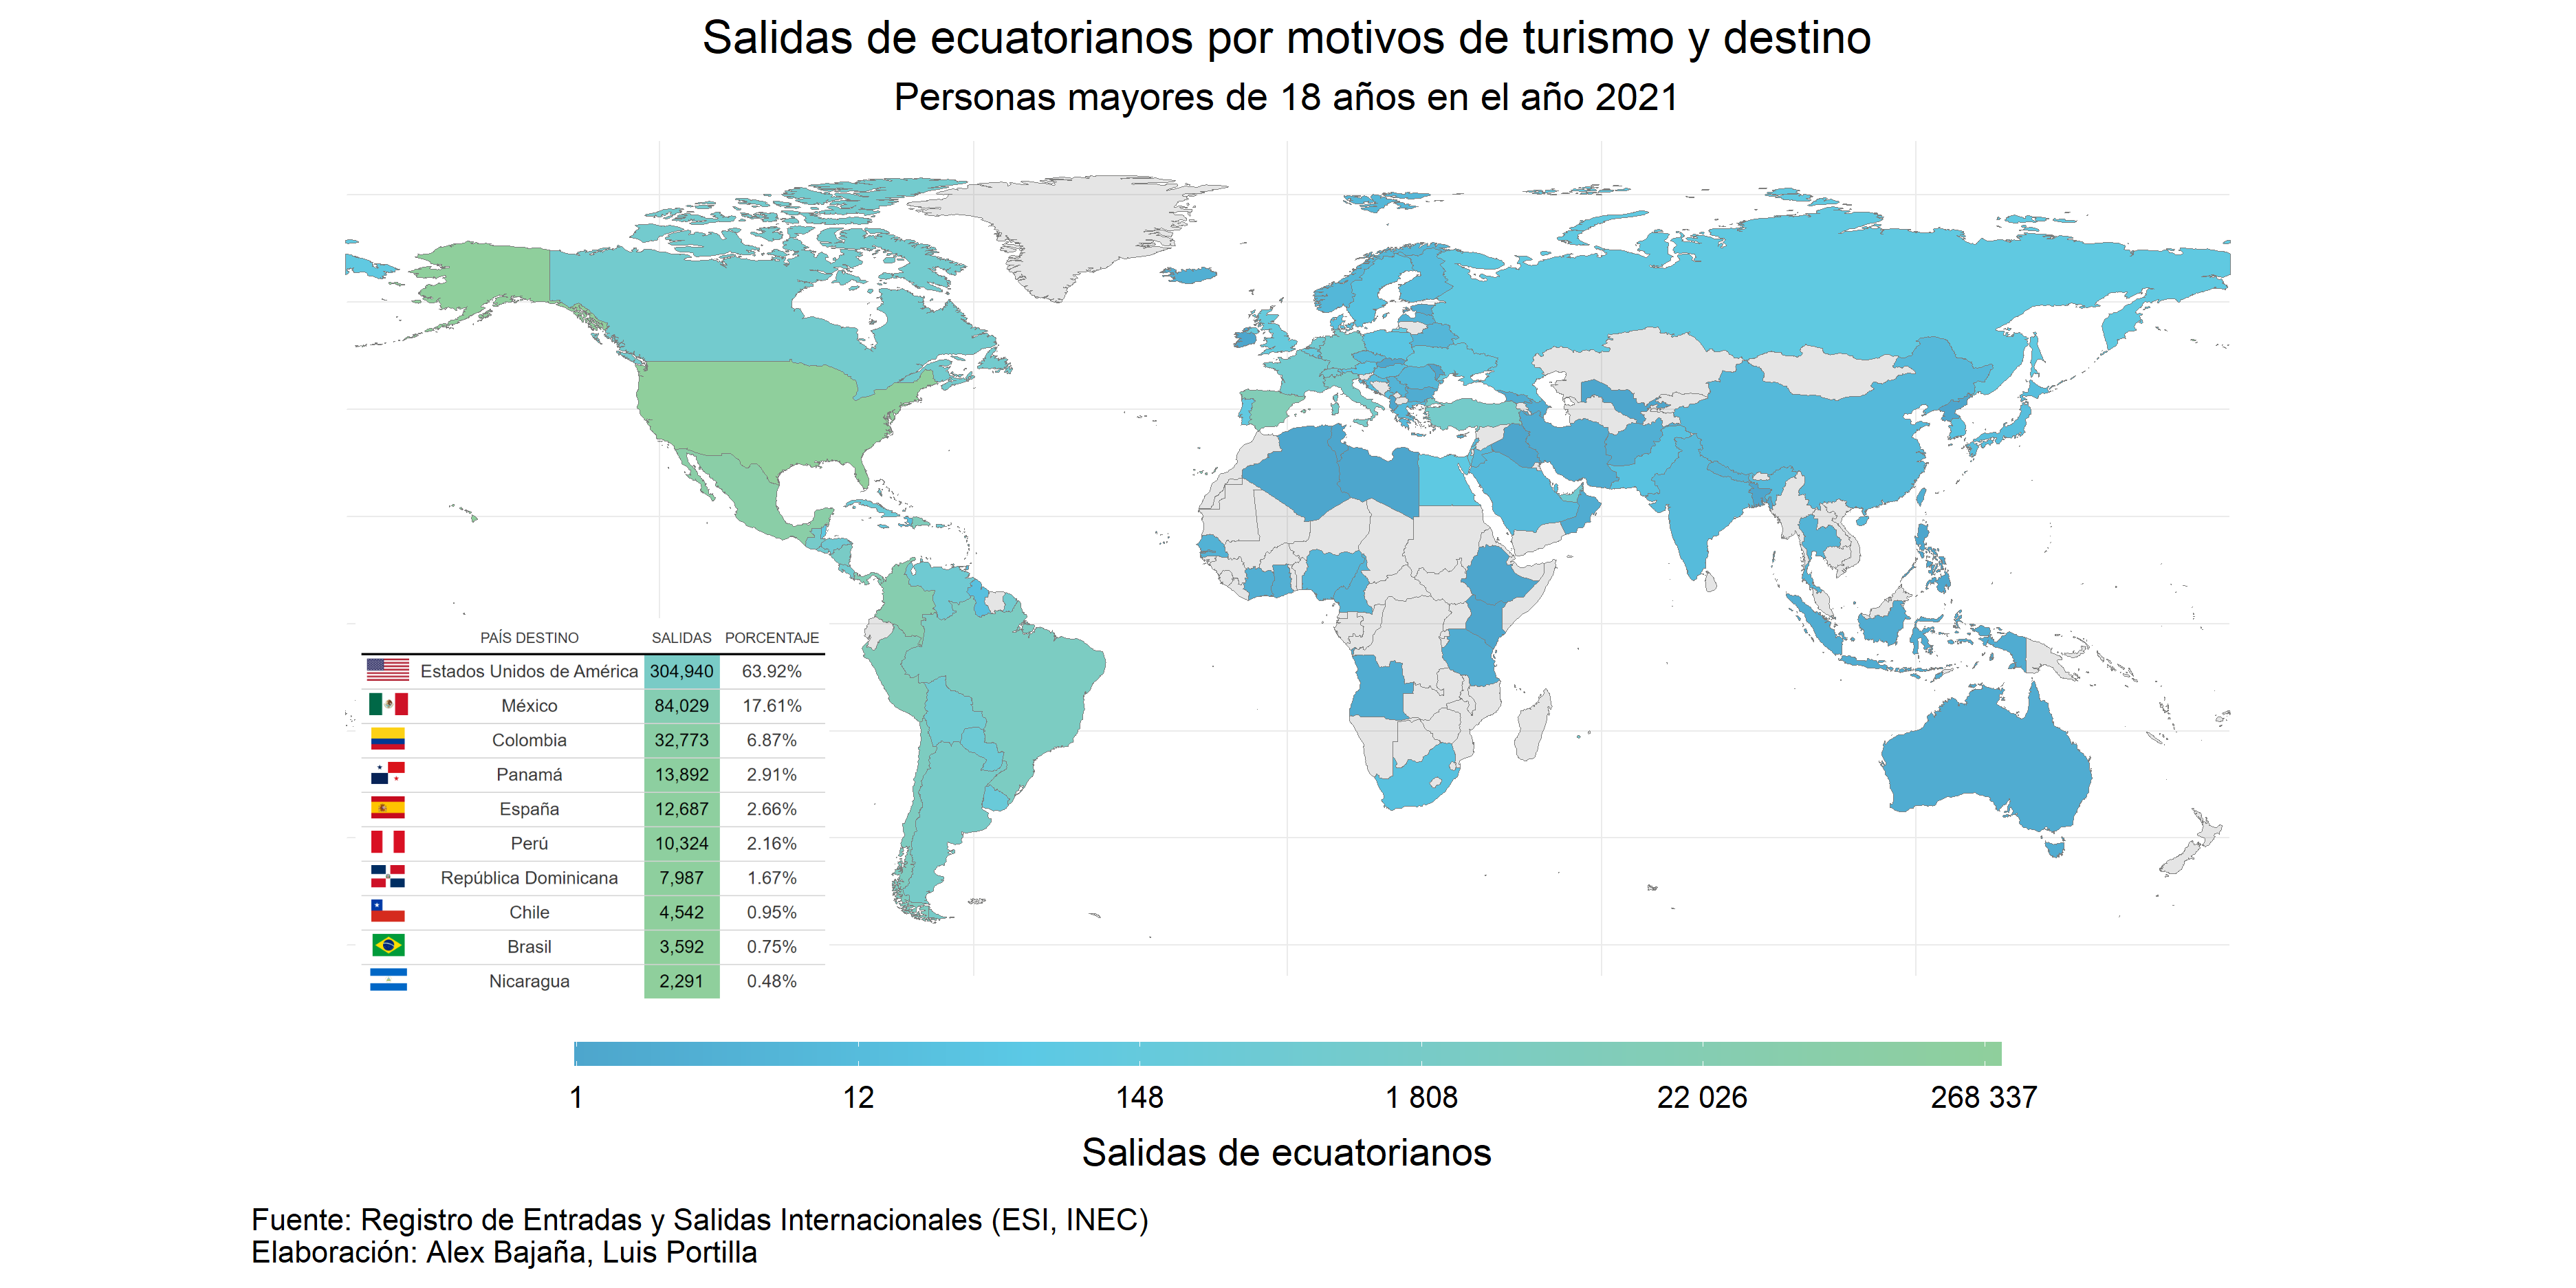 Salidas de ecuatorianos por motivos de turismo y destino
Personas mayores de 18 años en el año 2021
PAÍS DESTINO SALIDAS PORCENTAJE
Estados Unidos de América 304,940 63.92%
México 84,029 17.61%
Colombia 32,773 6.87%
Panamá 13,892 2.91%
España 12,687 2.66%
Perú 10,324 2.16%
República Dominicana 7,987 1.67%
Chile 4,542 0.95%
Brasil 3,592 0.75%
Nicaragua 2,291 0.48%
1 12 148 1 808 22 026 268 337
Salidas de ecuatorianos
Fuente: Registro de Entradas y Salidas Internacionales (ESI, INEC)
Elaboración: Alex Bajaña, Luis Portilla